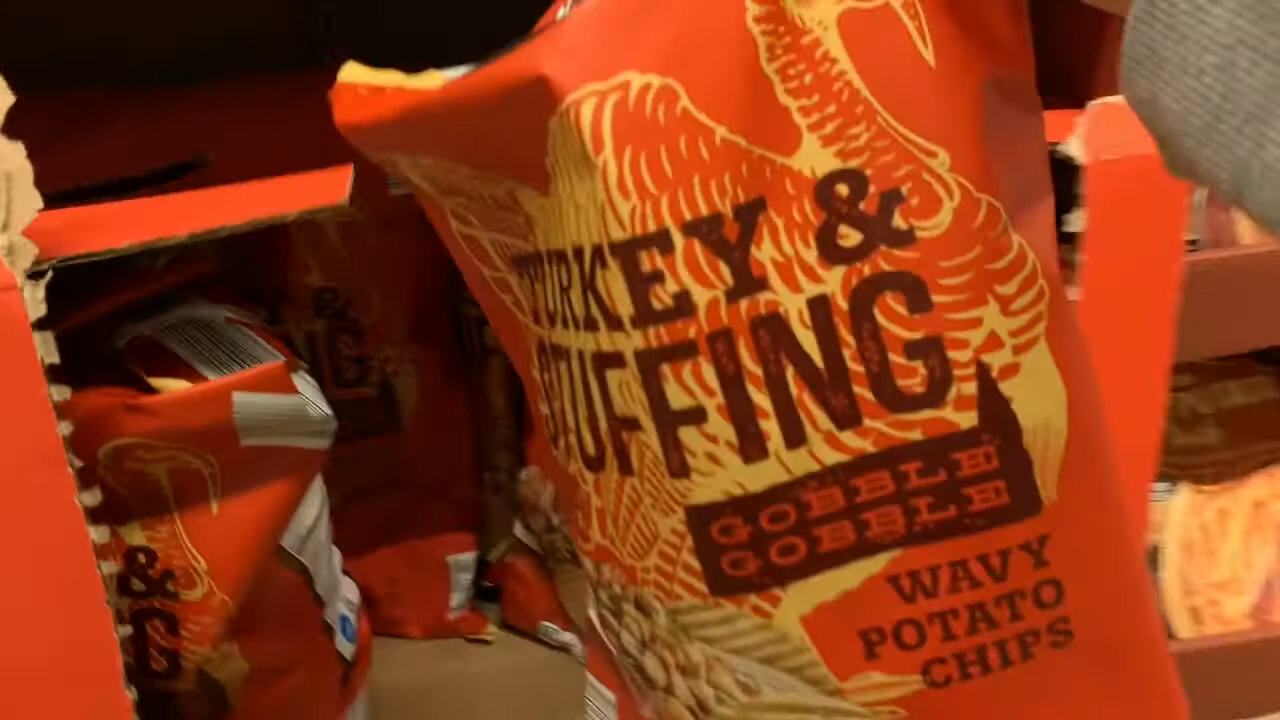 TURKEY &
STUFFING
GOBBLE
GOBBLE
WAVY
POTATO
CHIPS
&
G